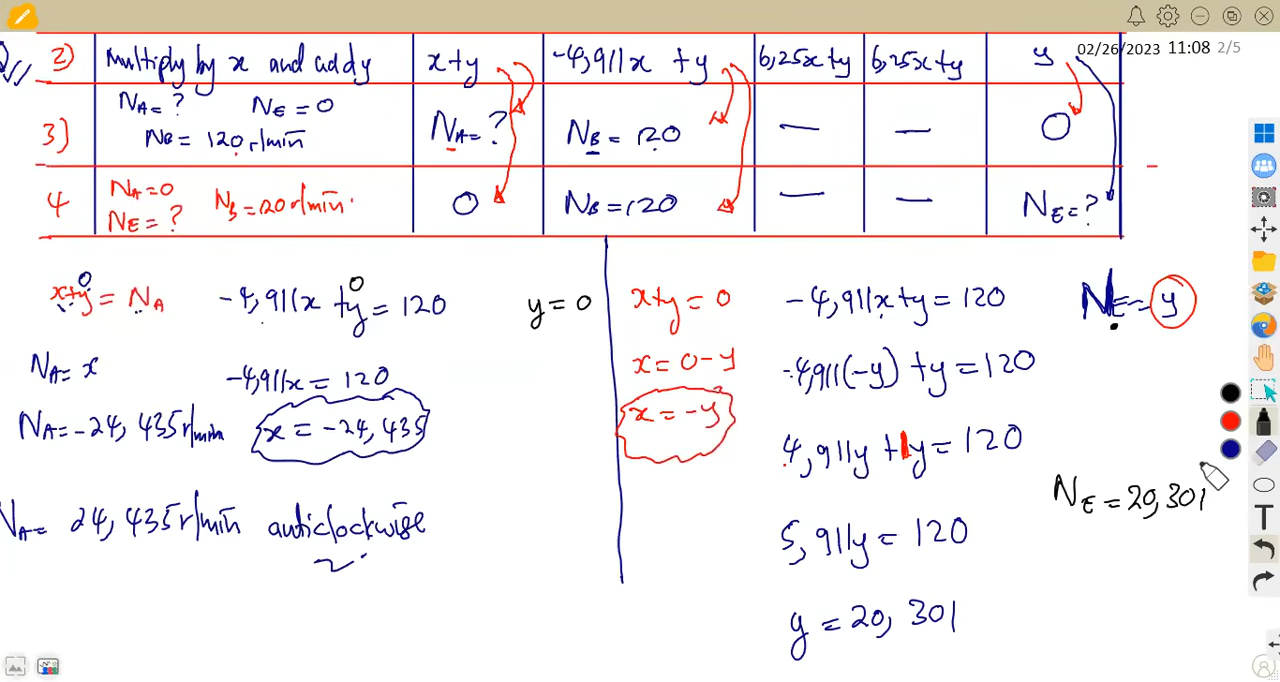 02/26/2023 11:08 2/5
2) Multiply by x and add y x+y -4,911x +y 6,25x+y 6,25x+y y
3) NA=? NE=0 NB= 120 r/min NA=? NB=120 — — 0
4 NA=0 NE=? NB=120 r/min. 0 NB=120 — — NE=?
x+y = NA
0
-4,911x +y = 120
0
y=0
NA= x
-4,911x = 120
NA=-24,435 r/min
x = -24,435
NA= 24,435 r/min anticlockwise
x+y=0
x=0-y
x=-y
-4,911x+y=120
-4,911(-y) +y=120
4,911y +1y=120
5,911y= 120
y = 20,301
NE=y
NE=20,301
T